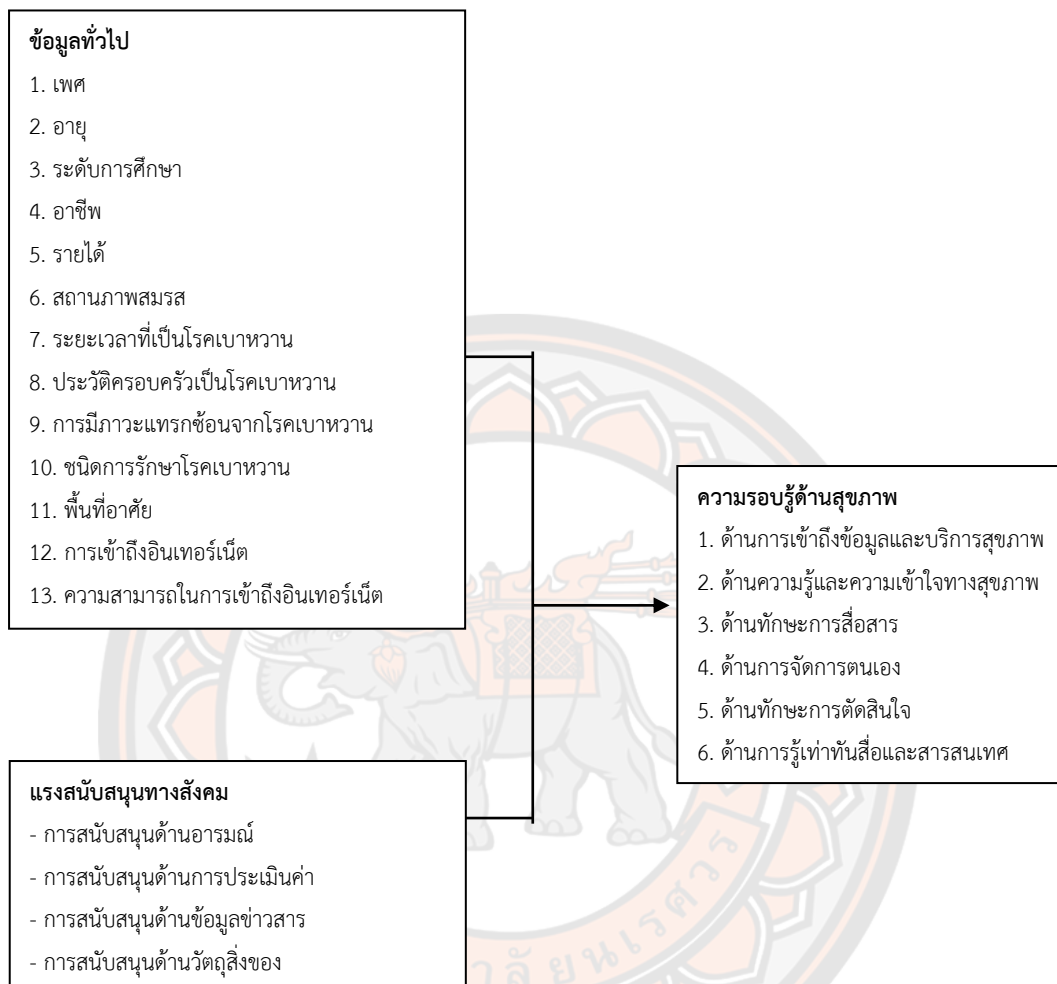 ข้อมูลทั่วไป
1. เพศ
2. อายุ
3. ระดับการศึกษา
4. อาชีพ
5. รายได้
6. สถานภาพสมรส
7. ระยะเวลาที่เป็นโรคเบาหวาน
8. ประวัติครอบครัวเป็นโรคเบาหวาน
9. การมีภาวะแทรกซ้อนจากโรคเบาหวาน
10. ชนิดการรักษาโรคเบาหวาน
11. พื้นที่อาศัย
12. การเข้าถึงอินเทอร์เน็ต
13. ความสามารถในการเข้าถึงอินเทอร์เน็ต
ความรอบรู้ด้านสุขภาพ
1. ด้านการเข้าถึงข้อมูลและบริการสุขภาพ
2. ด้านความรู้และความเข้าใจทางสุขภาพ
3. ด้านทักษะการสื่อสาร
4. ด้านการจัดการตนเอง
5. ด้านทักษะการตัดสินใจ
6. ด้านการรู้เท่าทันสื่อและสารสนเทศ
แรงสนับสนุนทางสังคม
- การสนับสนุนด้านอารมณ์
- การสนับสนุนด้านการประเมินค่า
- การสนับสนุนด้านข้อมูลข่าวสาร
- การสนับสนุนด้านวัตถุสิ่งของ
ลัยนเรศวร